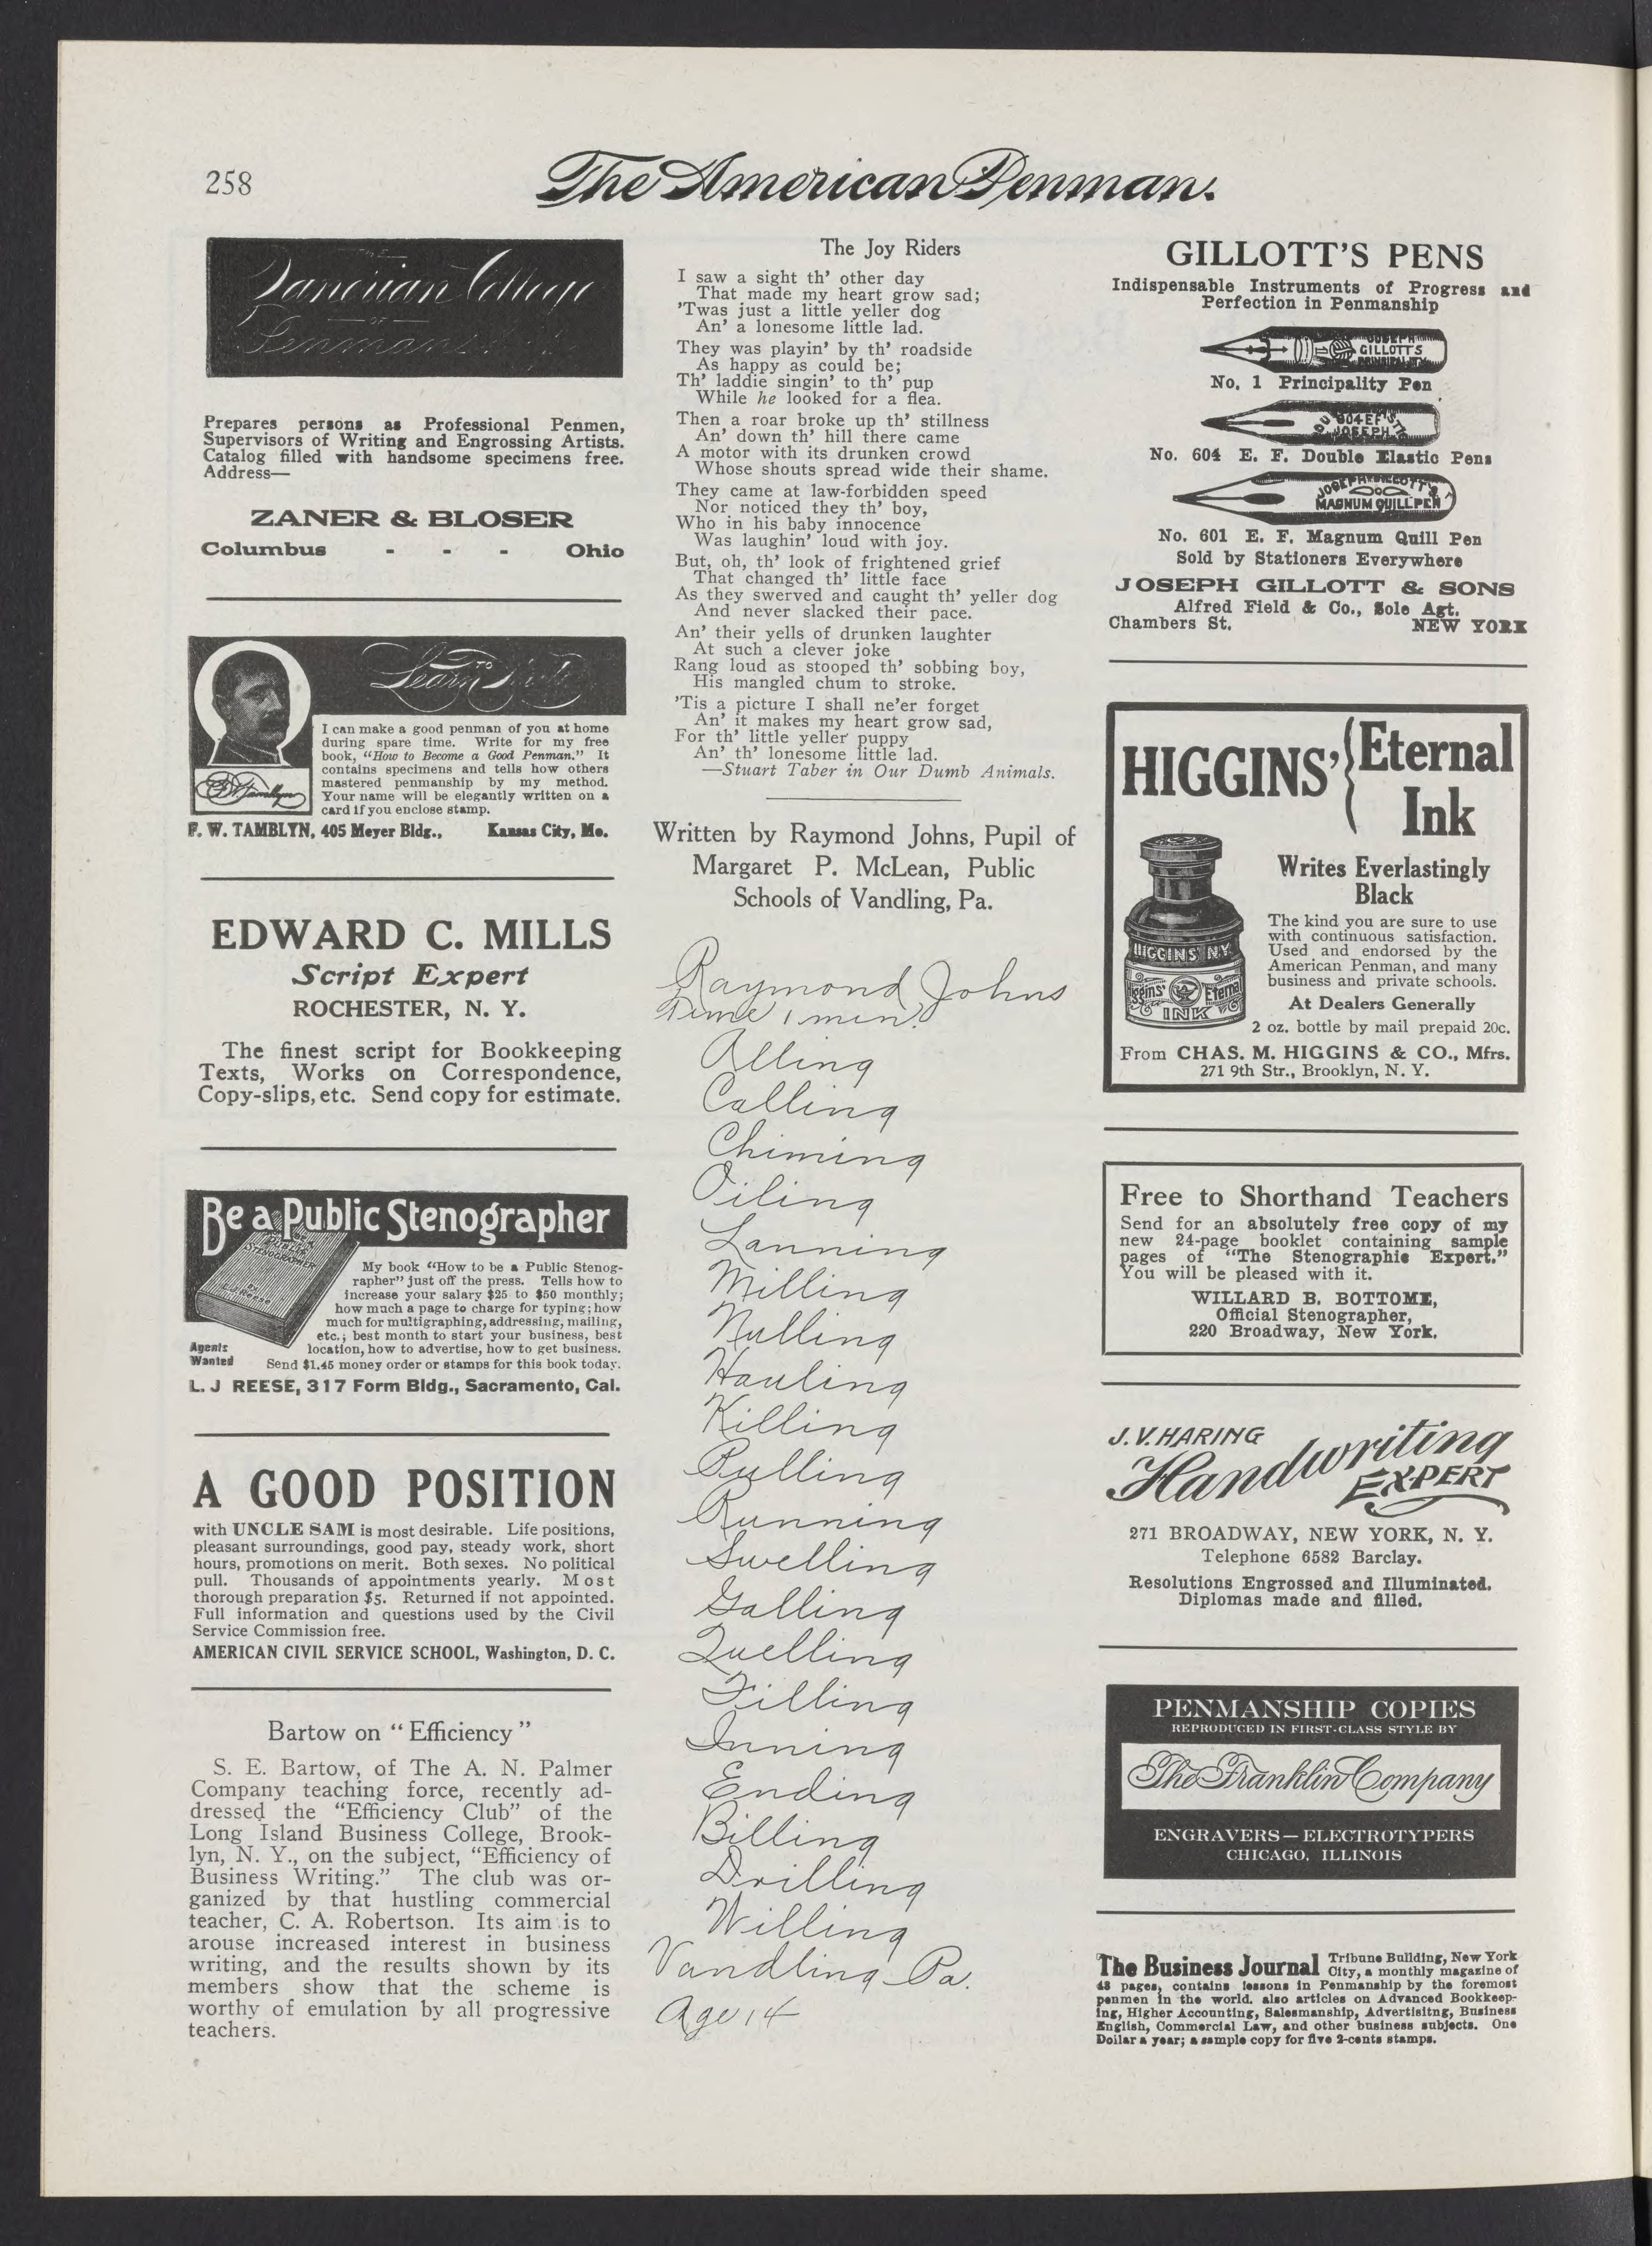 258
The American Penman.
Zanerian College
OF
Penmanship
Prepares persons as Professional Penmen,
Supervisors of Writing and Engrossing Artists.
Catalog filled with handsome specimens free.
Address—
ZANER & BLOSER
Columbus - - - Ohio
Learn TO Write
I can make a good penman of you at home
during spare time. Write for my free
book, "How to Become a Good Penman." It
contains specimens and tells how others
mastered penmanship by my method.
Your name will be elegantly written on a
card if you enclose stamp.
F. W. Tamblyn
F. W. TAMBLYN, 405 Meyer Bldg., Kansas City, Mo.
EDWARD C. MILLS
Script Expert
ROCHESTER, N. Y.
The finest script for Bookkeeping
Texts, Works on Correspondence,
Copy-slips, etc. Send copy for estimate.
Be a Public Stenographer
BE A
PUBLIC
STENOGRAPHER
By
L.J. Reese
My book "How to be a Public Stenog-
rapher" just off the press. Tells how to
increase your salary $25 to $50 monthly;
how much a page to charge for typing; how
much for multigraphing, addressing, mailing,
etc.; best month to start your business, best
location, how to advertise, how to get business.
Send $1.45 money order or stamps for this book today.
Agents
Wanted
L. J REESE, 317 Form Bldg., Sacramento, Cal.
A GOOD POSITION
with UNCLE SAM is most desirable. Life positions,
pleasant surroundings, good pay, steady work, short
hours, promotions on merit. Both sexes. No political
pull. Thousands of appointments yearly. Most
thorough preparation $5. Returned if not appointed.
Full information and questions used by the Civil
Service Commission free.
AMERICAN CIVIL SERVICE SCHOOL, Washington, D. C.
Bartow on "Efficiency"
S. E. Bartow, of The A. N. Palmer
Company teaching force, recently ad-
dressed the "Efficiency Club" of the
Long Island Business College, Brook-
lyn, N. Y., on the subject, "Efficiency of
Business Writing." The club was or-
ganized by that hustling commercial
teacher, C. A. Robertson. Its aim is to
arouse increased interest in business
writing, and the results shown by its
members show that the scheme is
worthy of emulation by all progressive
teachers.
The Joy Riders
I saw a sight th' other day
That made my heart grow sad;
'Twas just a little yeller dog
An' a lonesome little lad.
They was playin' by th' roadside
As happy as could be;
Th' laddie singin' to th' pup
While he looked for a flea.
Then a roar broke up th' stillness
An' down th' hill there came
A motor with its drunken crowd
Whose shouts spread wide their shame.
They came at law-forbidden speed
Nor noticed they th' boy,
Who in his baby innocence
Was laughin' loud with joy.
But, oh, th' look of frightened grief
That changed th' little face
As they swerved and caught th' yeller dog
And never slacked their pace.
An' their yells of drunken laughter
At such a clever joke
Rang loud as stooped th' sobbing boy,
His mangled chum to stroke.
'Tis a picture I shall ne'er forget
An' it makes my heart grow sad,
For th' little yeller puppy
An' th' lonesome little lad.
—Stuart Taber in Our Dumb Animals.
Written by Raymond Johns, Pupil of
Margaret P. McLean, Public
Schools of Vandling, Pa.
Raymond Johns
Time 1 min.
Alling
Calling
Chiming
Oiling
Lanning
Milling
Nulling
Hauling
Killing
Pulling
Running
Swelling
Galling
Quelling
Filling
Inning
Ending
Billing
Drilling
Willing
Vandling Pa.
Age 14
GILLOTT'S PENS
Indispensable Instruments of Progress and
Perfection in Penmanship
JOSEPH
GILLOTT'S
PRINCIPALITY
No. 1 Principality Pen
604 EF
JOSEPH
No. 604 E. F. Double Elastic Pens
JOSEPH GILLOTT'S
MAGNUM QUILL PEN
No. 601 E. F. Magnum Quill Pen
Sold by Stationers Everywhere
JOSEPH GILLOTT & SONS
Alfred Field & Co., Sole Agt.
Chambers St. NEW YORK
HIGGINS' Eternal
Ink
Writes Everlastingly
Black
The kind you are sure to use
with continuous satisfaction.
Used and endorsed by the
American Penman, and many
business and private schools.
HIGGINS' N.Y.
Higgins' Eternal
INK
At Dealers Generally
2 oz. bottle by mail prepaid 20c.
From CHAS. M. HIGGINS & CO., Mfrs.
271 9th Str., Brooklyn, N. Y.
Free to Shorthand Teachers
Send for an absolutely free copy of my
new 24-page booklet containing sample
pages of "The Stenographic Expert."
You will be pleased with it.
WILLARD B. BOTTOME,
Official Stenographer,
220 Broadway, New York.
J. V. HARING
Handwriting
EXPERT
271 BROADWAY, NEW YORK, N. Y.
Telephone 6582 Barclay.
Resolutions Engrossed and Illuminated.
Diplomas made and filled.
PENMANSHIP COPIES
REPRODUCED IN FIRST-CLASS STYLE BY
The Franklin Company
ENGRAVERS—ELECTROTYPERS
CHICAGO, ILLINOIS
The Business Journal Tribune Building, New York
City, a monthly magazine of
48 pages, contains lessons in Penmanship by the foremost
penmen in the world. also articles on Advanced Bookkeep-
ing, Higher Accounting, Salesmanship, Advertisitng, Business
English, Commercial Law, and other business subjects. One
Dollar a year; a sample copy for five 2-cents stamps.